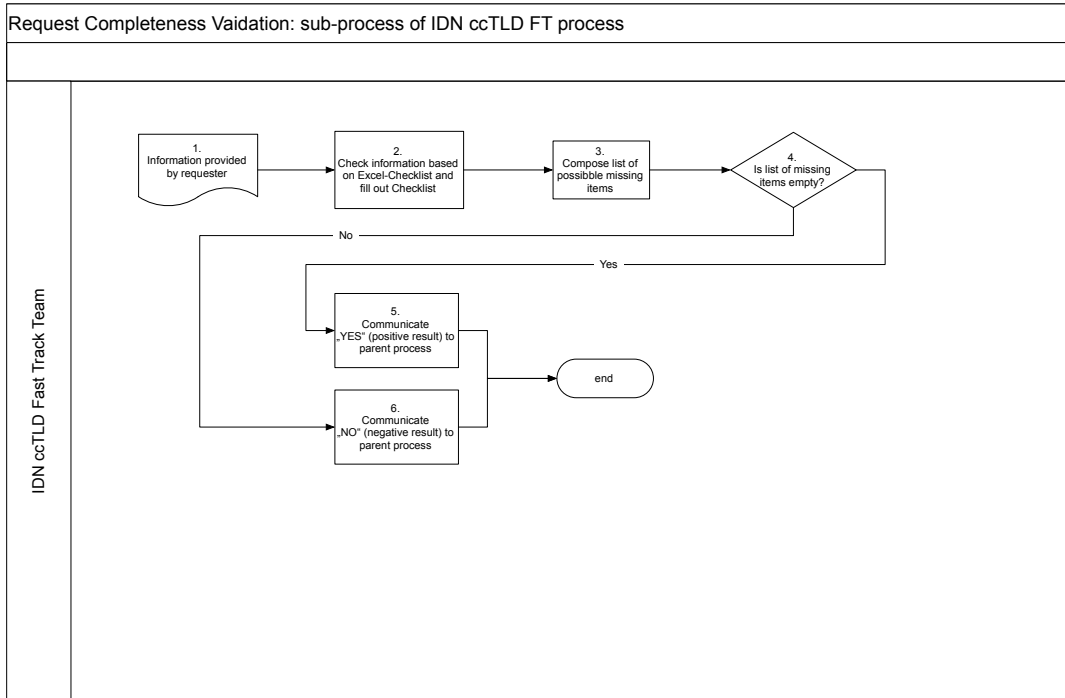 Request Completeness Vaidation: sub-process of IDN ccTLD FT process
IDN ccTLD Fast Track Team
1.
Information provided
by requester
2.
Check information based
on Excel-Checklist and
fill out Checklist
3.
Compose list of
possibble missing
items
4.
Is list of missing
items empty?
No
Yes
5.
Communicate
„YES“ (positive result) to
parent process
6.
Communicate
„NO“ (negative result) to
parent process
end